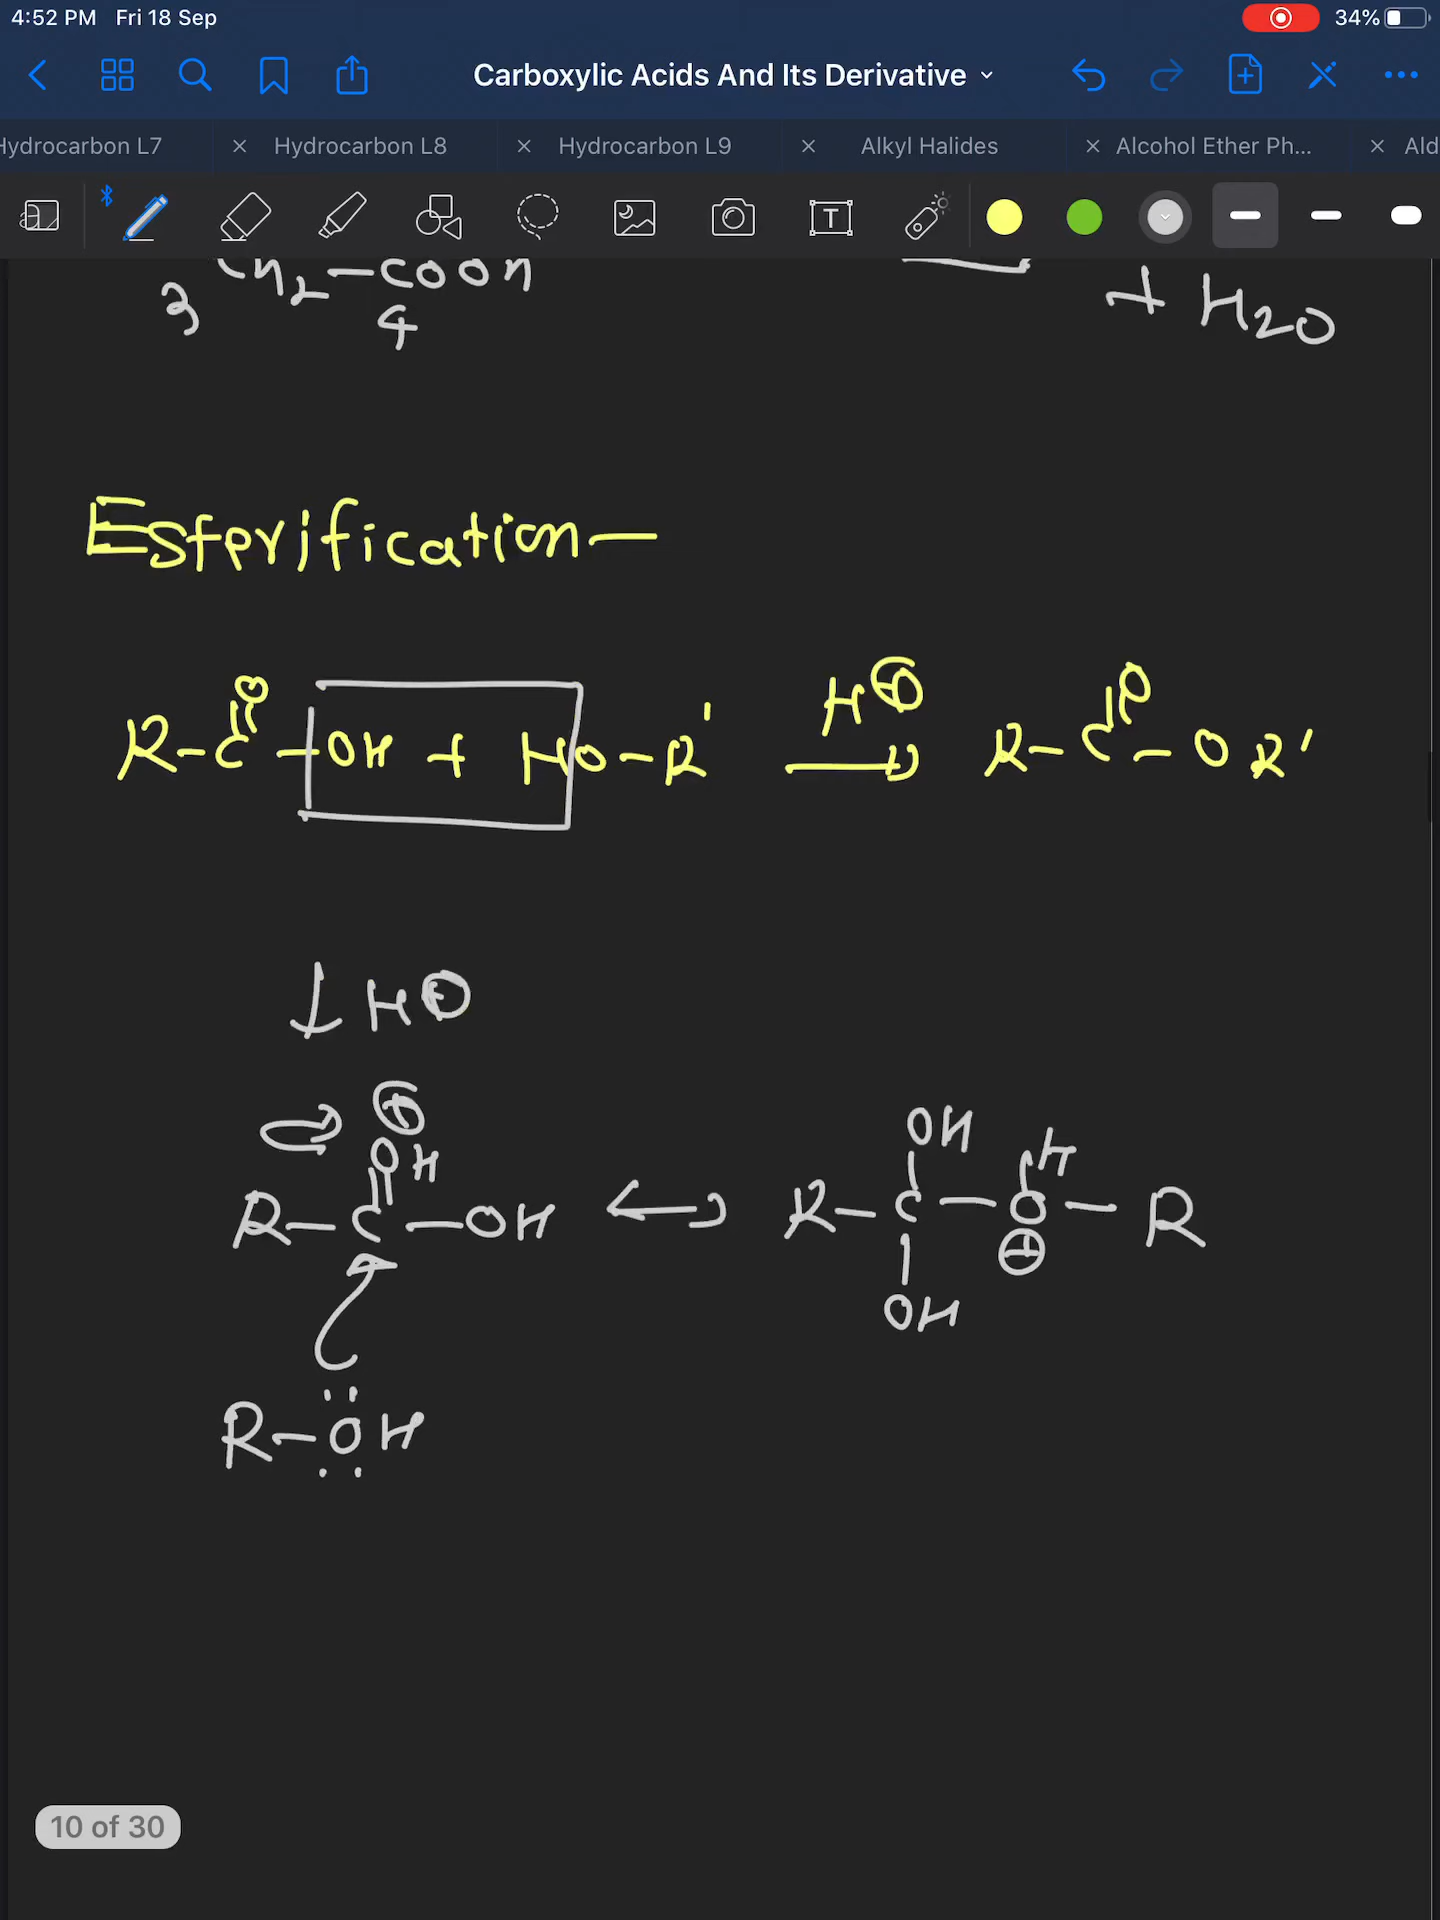 4:52 PM Fri 18 Sep 34%
Carboxylic Acids And Its Derivative
Hydrocarbon L7 × Hydrocarbon L8 × Hydrocarbon L9 × Alkyl Halides × Alcohol Ether Ph... × Ald
T
CH2–COOH
3 4
+ H2O
Esterification—
O H⊕ O
R–C–OH + HO–R' → R–C–OR'
↓ H⊕
⊕
OH OH H
R–C–OH ↔ R–C–O–R
⊕
OH
R–OH
10 of 30